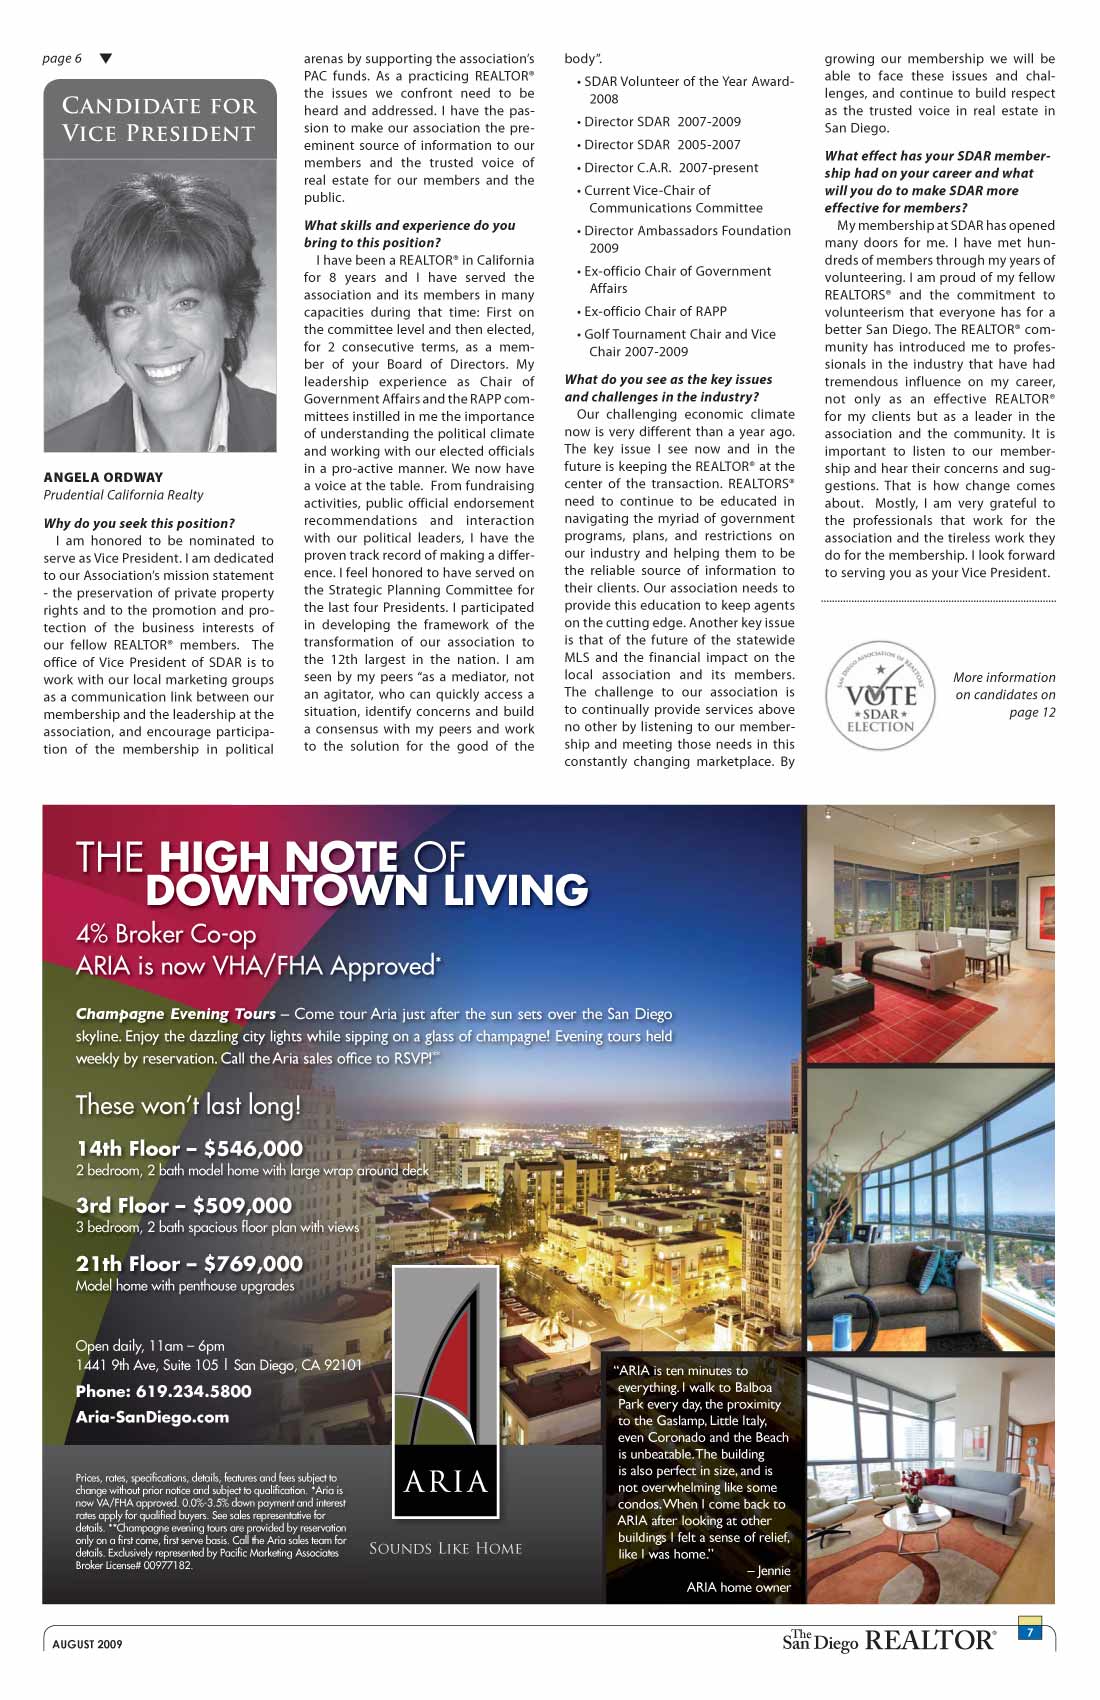 page 6 ▼
CANDIDATE FOR
VICE PRESIDENT
ANGELA ORDWAY
Prudential California Realty
Why do you seek this position?
I am honored to be nominated to
serve as Vice President. I am dedicated
to our Association's mission statement
- the preservation of private property
rights and to the promotion and pro-
tection of the business interests of
our fellow REALTOR® members. The
office of Vice President of SDAR is to
work with our local marketing groups
as a communication link between our
membership and the leadership at the
association, and encourage participa-
tion of the membership in political
arenas by supporting the association's
PAC funds. As a practicing REALTOR®
the issues we confront need to be
heard and addressed. I have the pas-
sion to make our association the pre-
eminent source of information to our
members and the trusted voice of
real estate for our members and the
public.
What skills and experience do you
bring to this position?
I have been a REALTOR® in California
for 8 years and I have served the
association and its members in many
capacities during that time: First on
the committee level and then elected,
for 2 consecutive terms, as a mem-
ber of your Board of Directors. My
leadership experience as Chair of
Government Affairs and the RAPP com-
mittees instilled in me the importance
of understanding the political climate
and working with our elected officials
in a pro-active manner. We now have
a voice at the table. From fundraising
activities, public official endorsement
recommendations and interaction
with our political leaders, I have the
proven track record of making a differ-
ence. I feel honored to have served on
the Strategic Planning Committee for
the last four Presidents. I participated
in developing the framework of the
transformation of our association to
the 12th largest in the nation. I am
seen by my peers "as a mediator, not
an agitator, who can quickly access a
situation, identify concerns and build
a consensus with my peers and work
to the solution for the good of the
body".
• SDAR Volunteer of the Year Award-
2008
• Director SDAR 2007-2009
• Director SDAR 2005-2007
• Director C.A.R. 2007-present
• Current Vice-Chair of
Communications Committee
• Director Ambassadors Foundation
2009
• Ex-officio Chair of Government
Affairs
• Ex-officio Chair of RAPP
• Golf Tournament Chair and Vice
Chair 2007-2009
What do you see as the key issues
and challenges in the industry?
Our challenging economic climate
now is very different than a year ago.
The key issue I see now and in the
future is keeping the REALTOR® at the
center of the transaction. REALTORS®
need to continue to be educated in
navigating the myriad of government
programs, plans, and restrictions on
our industry and helping them to be
the reliable source of information to
their clients. Our association needs to
provide this education to keep agents
on the cutting edge. Another key issue
is that of the future of the statewide
MLS and the financial impact on the
local association and its members.
The challenge to our association is
to continually provide services above
no other by listening to our member-
ship and meeting those needs in this
constantly changing marketplace. By
growing our membership we will be
able to face these issues and chal-
lenges, and continue to build respect
as the trusted voice in real estate in
San Diego.
What effect has your SDAR member-
ship had on your career and what
will you do to make SDAR more
effective for members?
My membership at SDAR has opened
many doors for me. I have met hun-
dreds of members through my years of
volunteering. I am proud of my fellow
REALTORS® and the commitment to
volunteerism that everyone has for a
better San Diego. The REALTOR® com-
munity has introduced me to profes-
sionals in the industry that have had
tremendous influence on my career,
not only as an effective REALTOR®
for my clients but as a leader in the
association and the community. It is
important to listen to our member-
ship and hear their concerns and sug-
gestions. That is how change comes
about. Mostly, I am very grateful to
the professionals that work for the
association and the tireless work they
do for the membership. I look forward
to serving you as your Vice President.
SAN DIEGO ASSOCIATION OF REALTORS
VOTE
★SDAR★
ELECTION
More information
on candidates on
page 12
THE HIGH NOTE OF
DOWNTOWN LIVING
4% Broker Co-op
ARIA is now VHA/FHA Approved*
Champagne Evening Tours – Come tour Aria just after the sun sets over the San Diego
skyline. Enjoy the dazzling city lights while sipping on a glass of champagne! Evening tours held
weekly by reservation. Call the Aria sales office to RSVP!**
These won't last long!
14th Floor – $546,000
2 bedroom, 2 bath model home with large wrap around deck
3rd Floor – $509,000
3 bedroom, 2 bath spacious floor plan with views
21th Floor – $769,000
Model home with penthouse upgrades
Open daily, 11am – 6pm
1441 9th Ave, Suite 105 | San Diego, CA 92101
Phone: 619.234.5800
Aria-SanDiego.com
Prices, rates, specifications, details, features and fees subject to
change without prior notice and subject to qualification. *Aria is
now VA/FHA approved. 0.0%-3.5% down payment and interest
rates apply for qualified buyers. See sales representative for
details. **Champagne evening tours are provided by reservation
only on a first come, first serve basis. Call the Aria sales team for
details. Exclusively represented by Pacific Marketing Associates
Broker License# 00977182.
ARIA
SOUNDS LIKE HOME
"ARIA is ten minutes to
everything. I walk to Balboa
Park every day, the proximity
to the Gaslamp, Little Italy,
even Coronado and the Beach
is unbeatable. The building
is also perfect in size, and is
not overwhelming like some
condos. When I come back to
ARIA after looking at other
buildings I felt a sense of relief,
like I was home."
– Jennie
ARIA home owner
AUGUST 2009
The San Diego REALTOR®
7